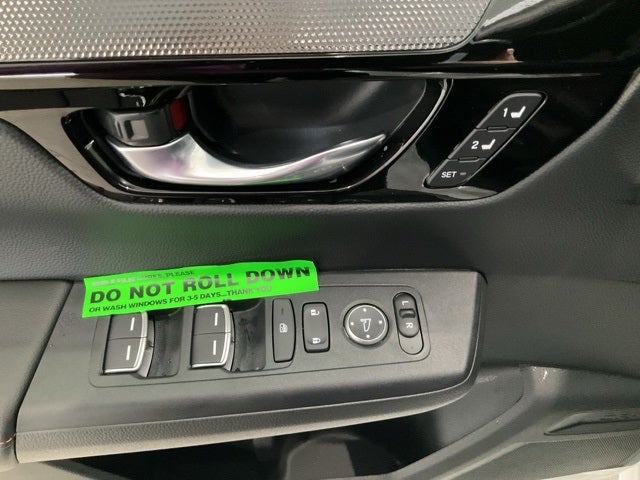 1
2
SET
PLEASE
DO NOT ROLL DOWN
OR WASH WINDOWS FOR 3-5 DAYS...THANK YOU
L
R